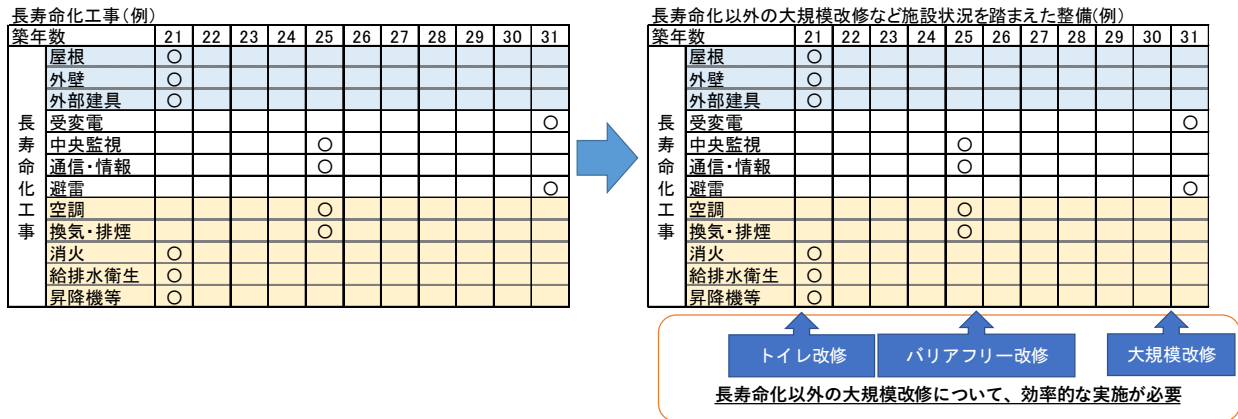 長寿命化工事(例)
築年数 21 22 23 24 25 26 27 28 29 30 31
長寿命化工事
屋根 ○
外壁 ○
外部建具 ○
受変電 ○
中央監視 ○
通信・情報 ○
避雷 ○
空調 ○
換気・排煙 ○
消火 ○
給排水衛生 ○
昇降機等 ○
長寿命化以外の大規模改修など施設状況を踏まえた整備(例)
築年数 21 22 23 24 25 26 27 28 29 30 31
長寿命化工事
屋根 ○
外壁 ○
外部建具 ○
受変電 ○
中央監視 ○
通信・情報 ○
避雷 ○
空調 ○
換気・排煙 ○
消火 ○
給排水衛生 ○
昇降機等 ○
トイレ改修
バリアフリー改修
大規模改修
長寿命化以外の大規模改修について、効率的な実施が必要